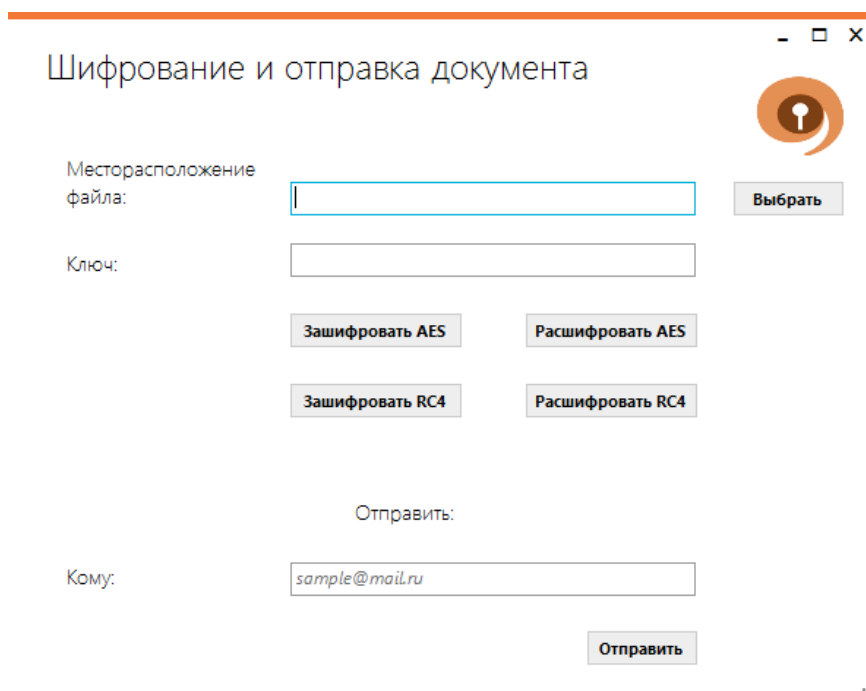 Шифрование и отправка документа
Месторасположение
файла:
Выбрать
Ключ:
Зашифровать AES
Расшифровать AES
Зашифровать RC4
Расшифровать RC4
Отправить:
Кому:
sample@mail.ru
Отправить